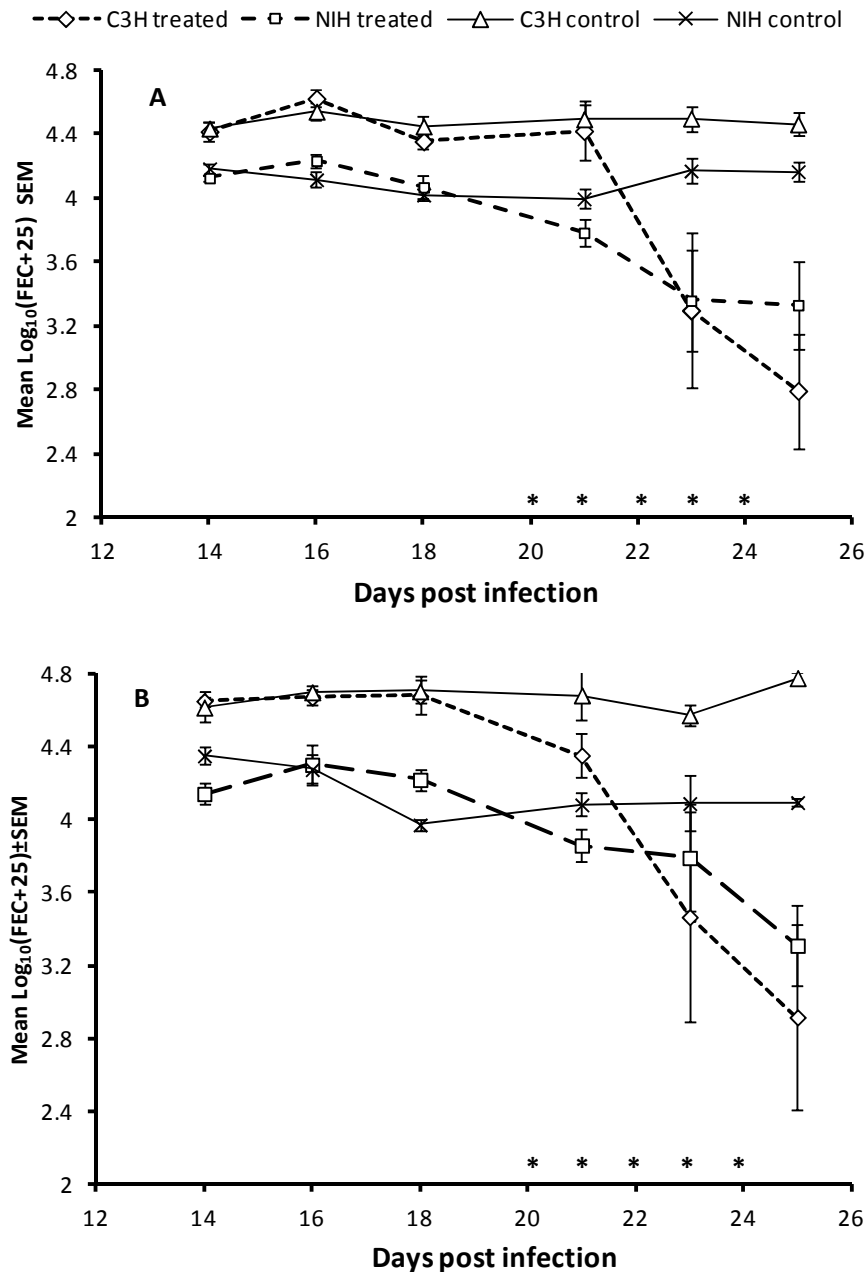 C3H treated NIH treated C3H control NIH control
A
Mean Log₁₀(FEC+25) SEM
4.8
4.4
4
3.6
3.2
2.8
2.4
2
* * * * *
12 14 16 18 20 22 24 26
Days post infection
B
Mean Log₁₀(FEC+25)±SEM
4.8
4.4
4
3.6
3.2
2.8
2.4
2
* * * * *
12 14 16 18 20 22 24 26
Days post infection